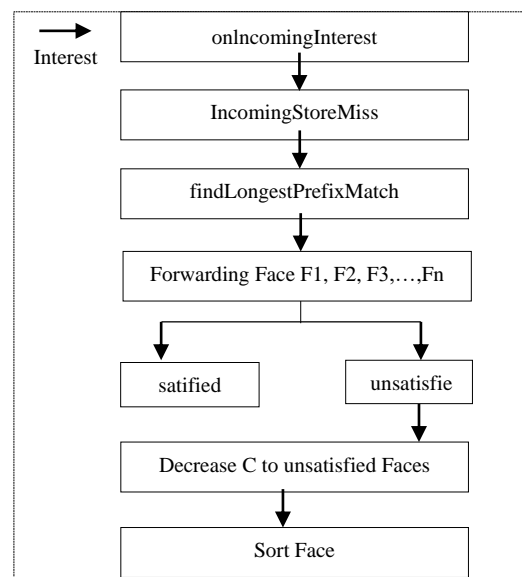 onIncomingInterest
Interest
IncomingStoreMiss
findLongestPrefixMatch
Forwarding Face F1, F2, F3,…,Fn
satified
unsatisfie
Decrease C to unsatisfied Faces
Sort Face